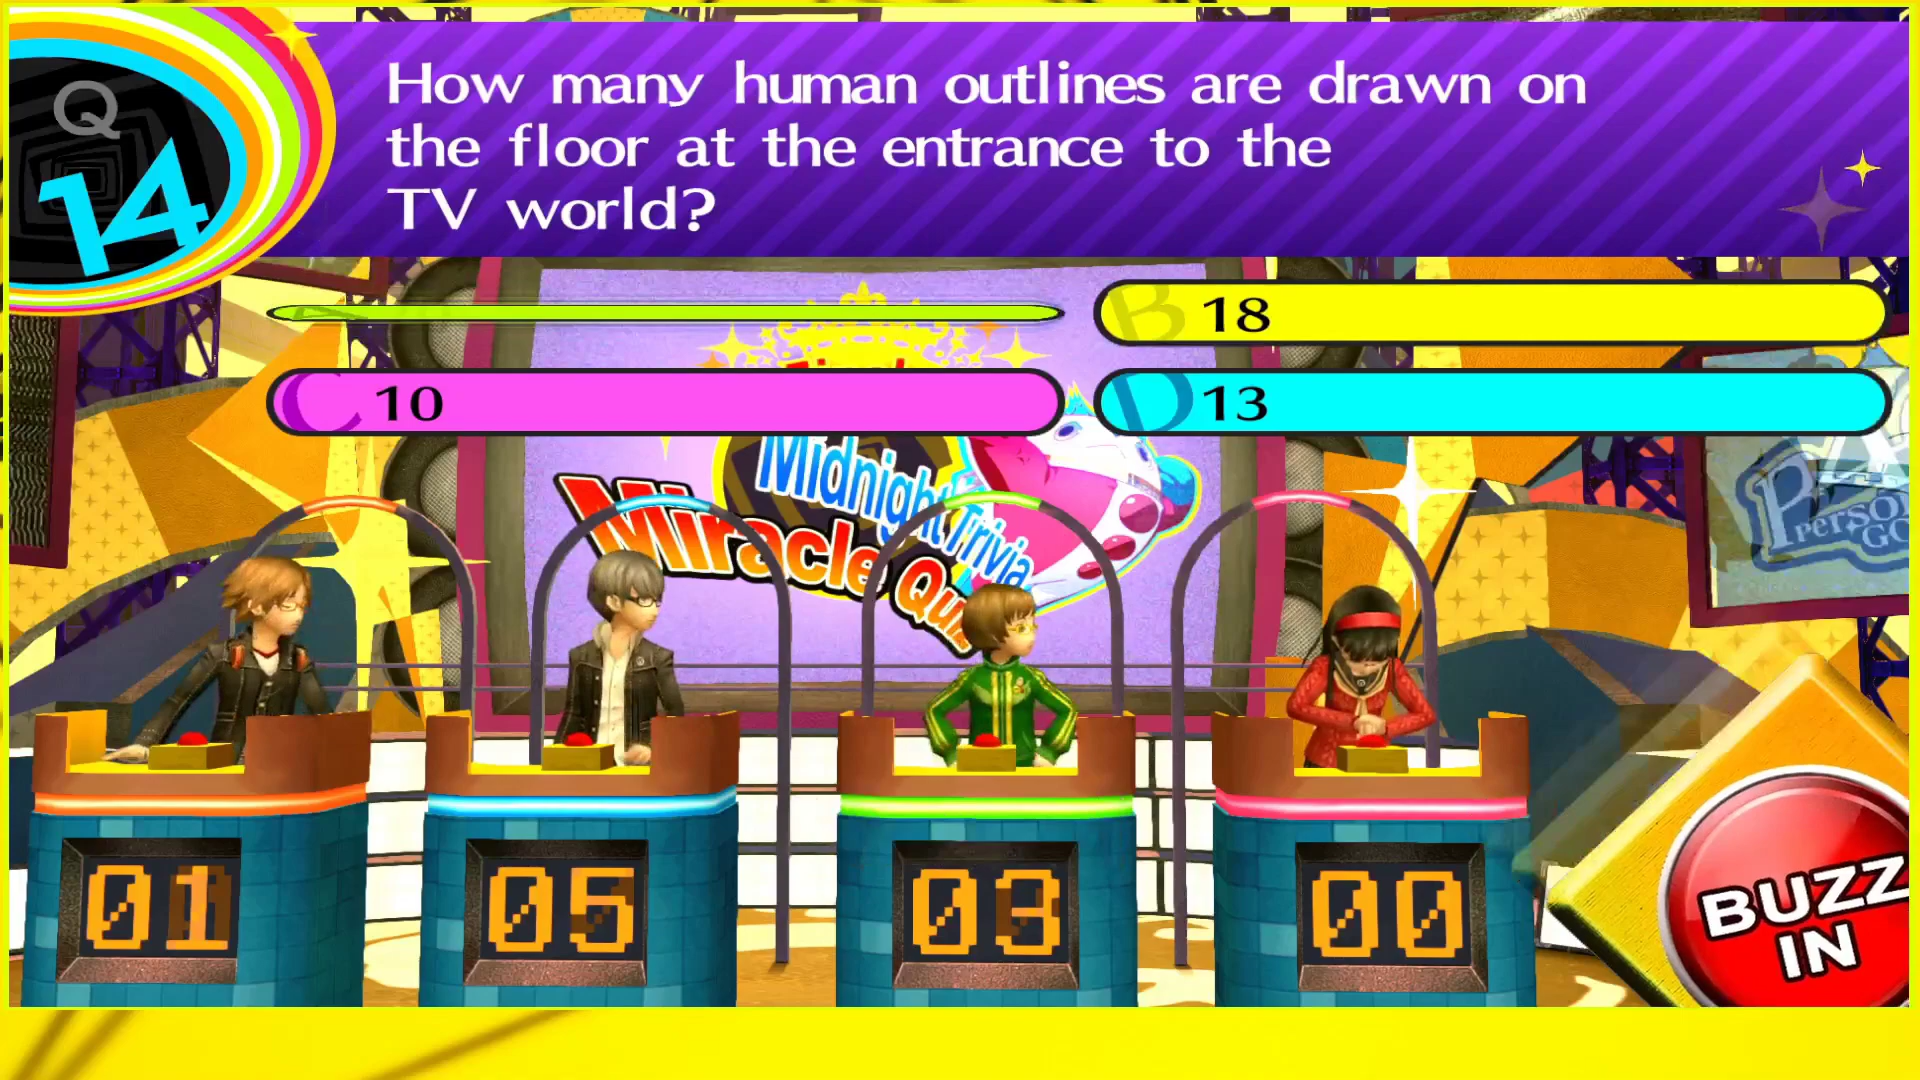 Q
14
How many human outlines are drawn on
the floor at the entrance to the
TV world?
B 18
C 10
D 13
Midnight Trivia
Miracle Quiz
01
05
03
00
BUZZ
IN